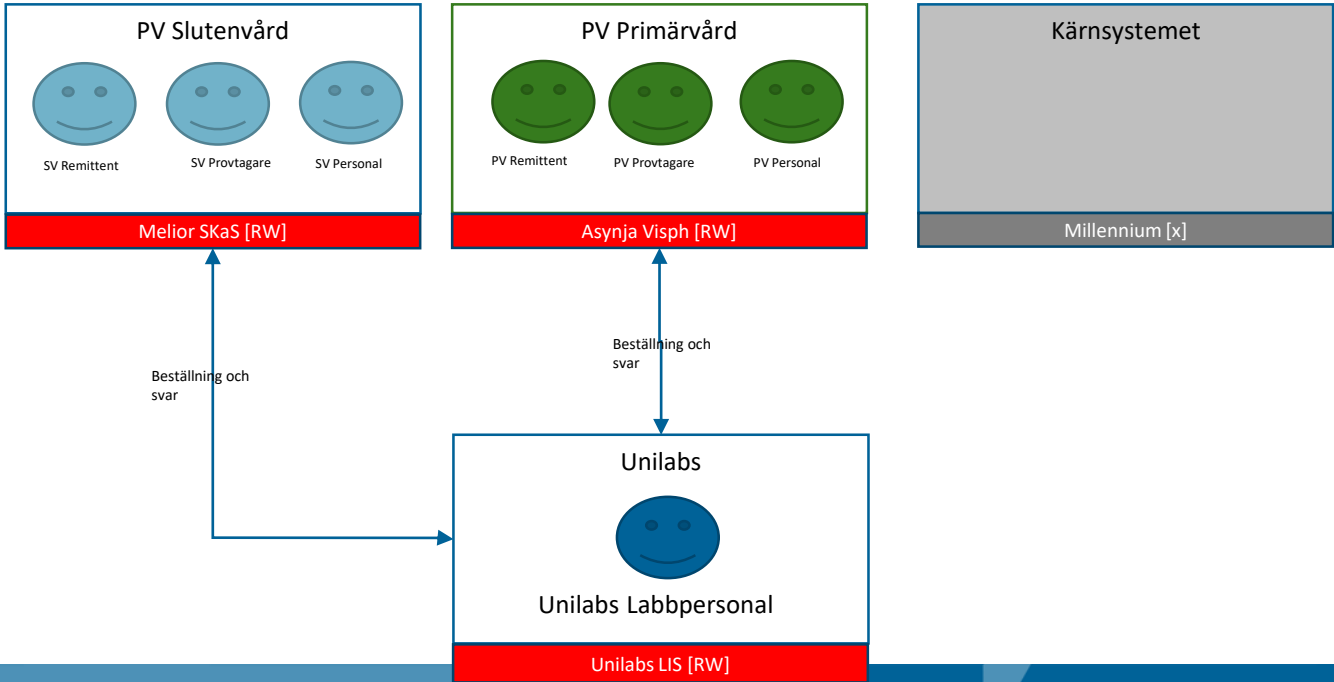 PV Slutenvård
SV Remittent
SV Provtagare
SV Personal
Melior SKaS [RW]
PV Primärvård
PV Remittent
PV Provtagare
PV Personal
Asynja Visph [RW]
Kärnsystemet
Millennium [x]
Beställning och
svar
Beställning och
svar
Unilabs
Unilabs Labbpersonal
Unilabs LIS [RW]